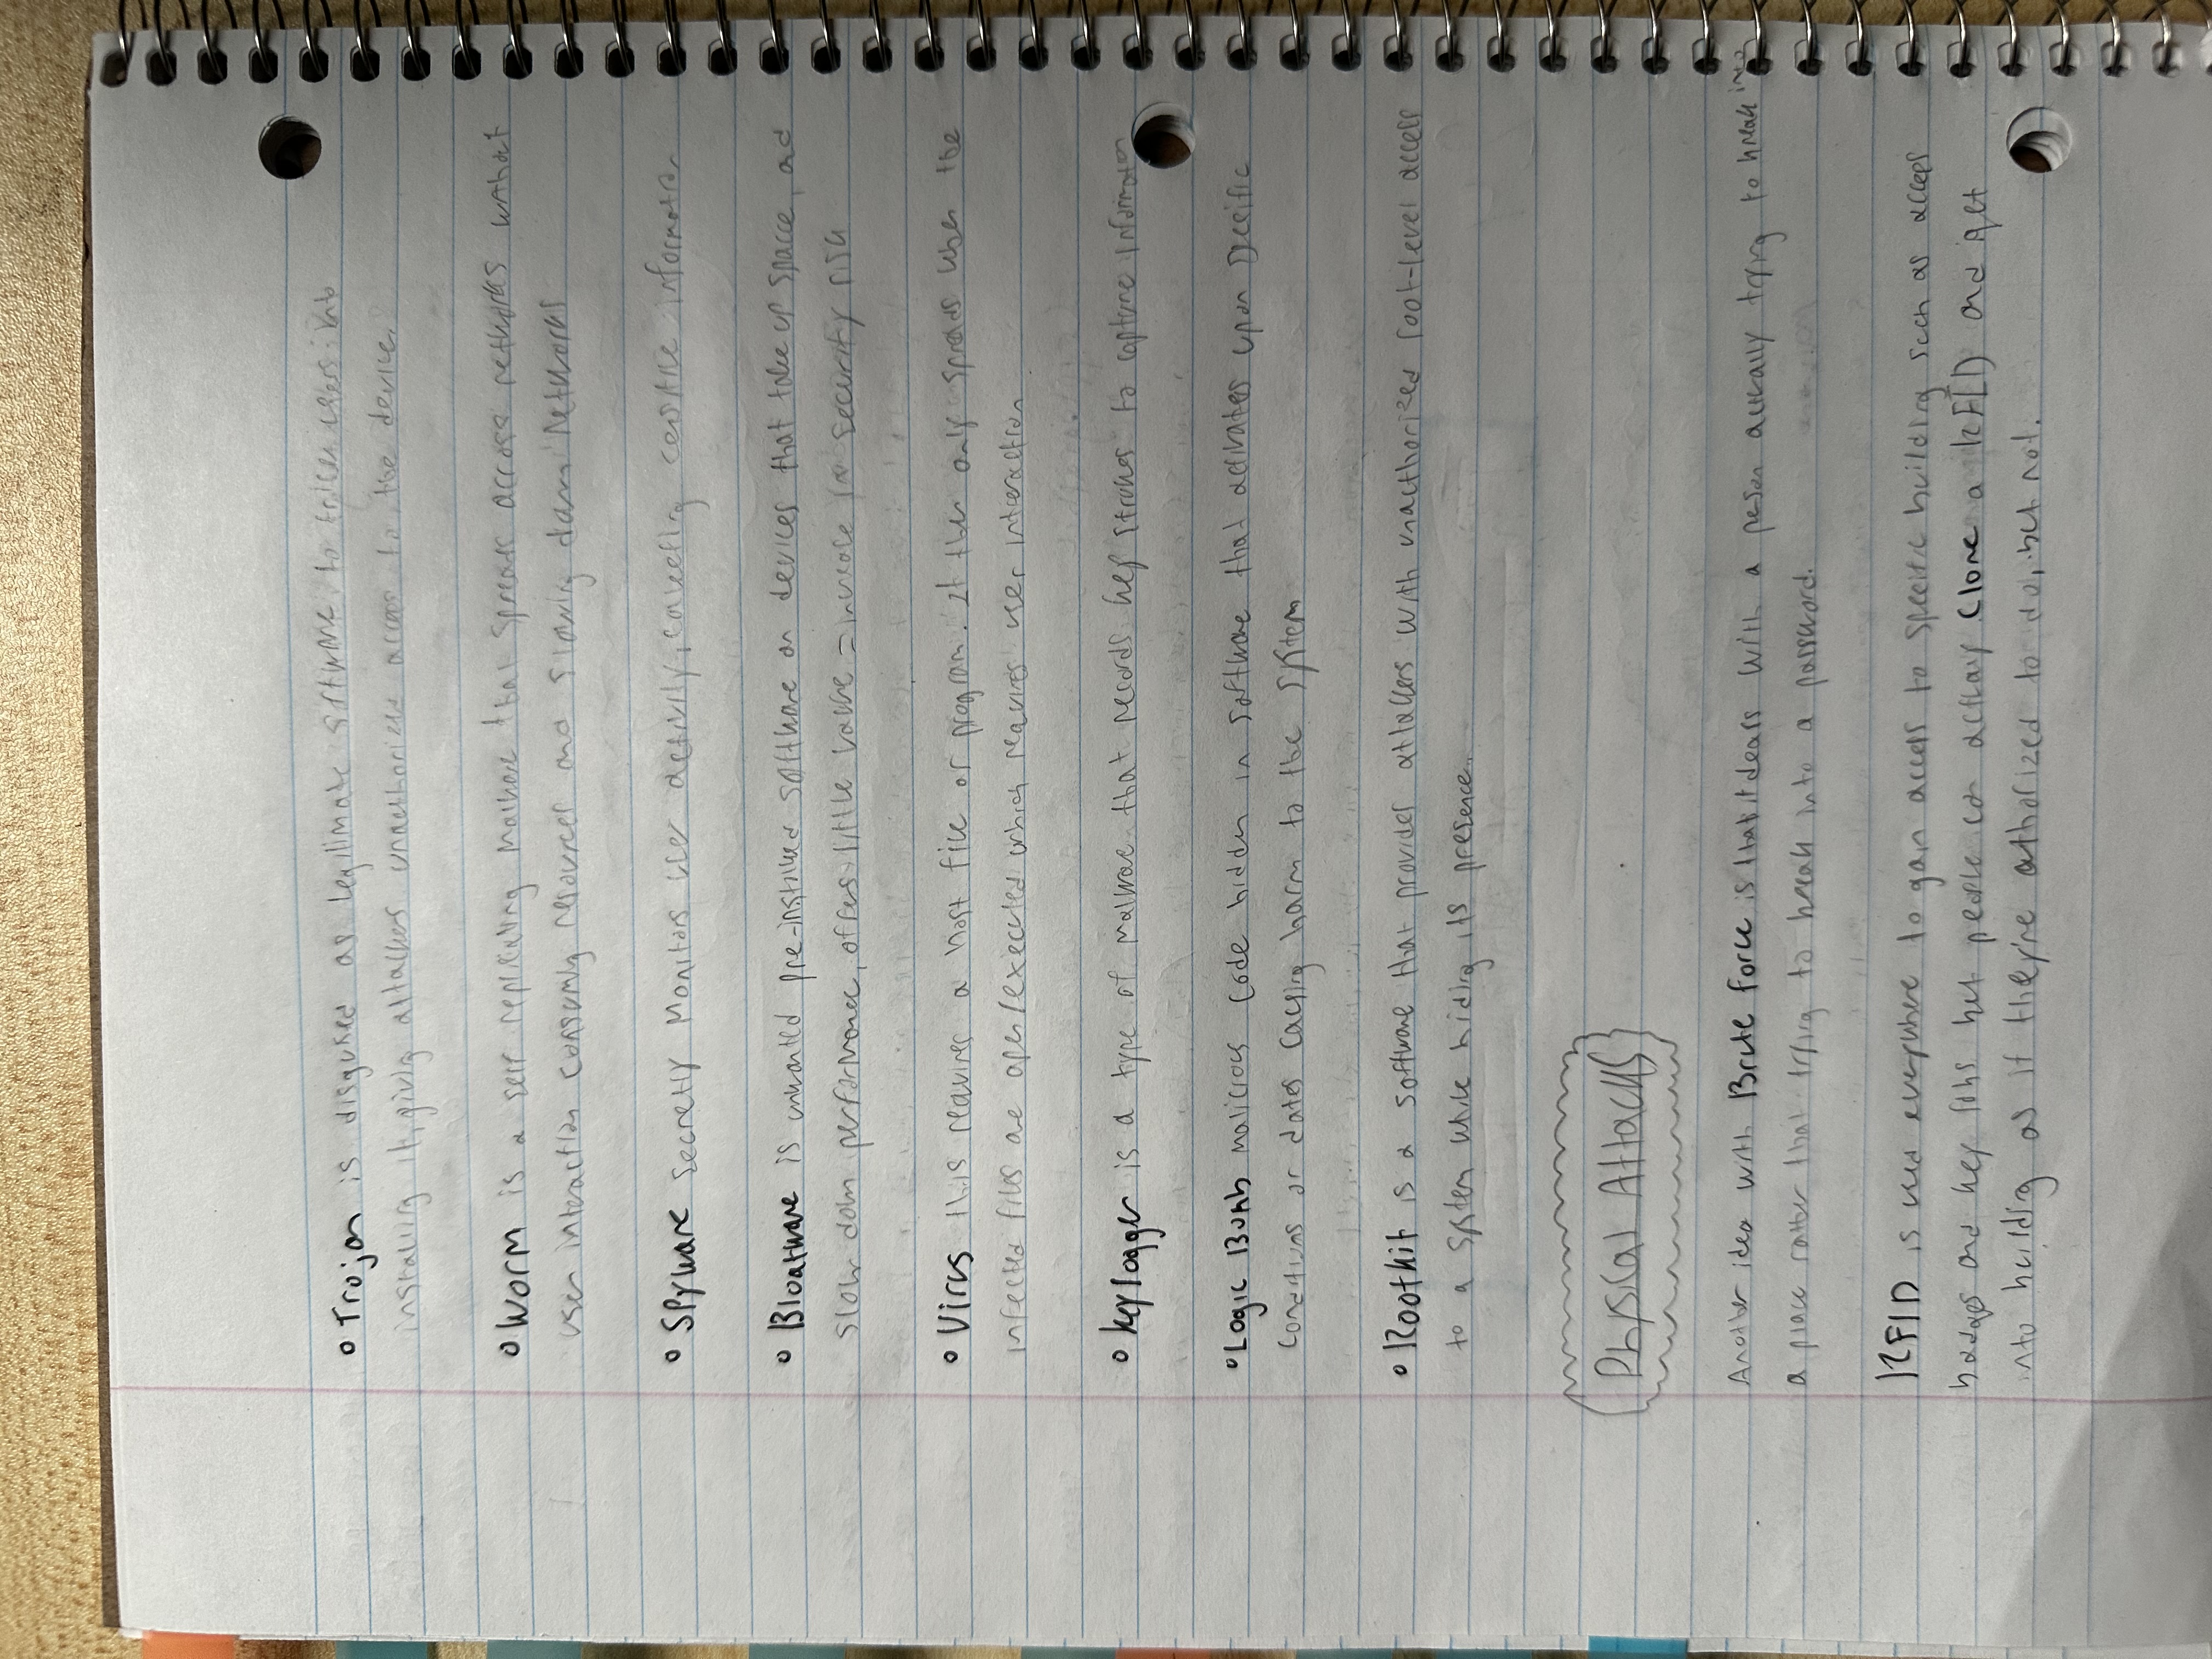 Trojan is disguised as legitimate software to trick users into
installing it, giving attackers unauthorized access to the device.
Worm is a self replicating malware that spreads across networks without
user interaction consuming resources and slowing down networks
Spyware secretly monitors user activity, collecting censitive information
Bloatware is unwanted pre-installed software on devices that take up space, and
slow down performance, offers little value = increase in security risk
Virus this requires a host file or program. It then only spreads when the
infected files are open/executed which requires user interaction
Keylogger is a type of malware that records key strokes to capture information
Logic Bomb malicious code hidden in software that activates upon specific
conditions or dates causing harm to the system
Rootkit is a software that provides attackers with unauthorized root-level access
to a system while hiding its presence.
Physical Attacks
Another idea with Brute force is that it deals with a person actually trying to break into
a place rather that trying to break into a password.
RFID is used everywhere to gain access to specific building such as access
badges and key fobs but people can actually clone a RFID and get
into building as if they're athorized to do, but not.